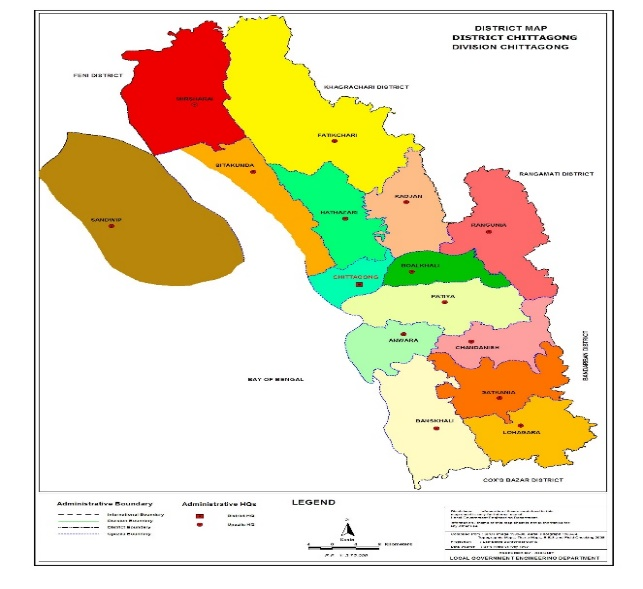 DISTRICT MAP
DISTRICT CHITTAGONG
DIVISION CHITTAGONG
FENI DISTRICT
KHAGRACHARI DISTRICT
FATIKCHARI
SITAKUNDA
RANGAMATI DISTRICT
RAOJAN
SANDWIP
HATHAZARI
RANGUNIA
BOALKHALI
CHITTAGONG
PATIYA
ANWARA
CHANDANISH
BANDARBAN DISTRICT
BAY OF BENGAL
SATKANIA
BANSKHALI
LOHAGARA
COX'S BAZAR DISTRICT
LEGEND
Administrative Boundary
International Boundary
Division Boundary
District Boundary
Upazila Boundary
Administrative HQs
District HQ
Upazila HQ
N
Scale
Kilometers
LOCAL GOVERNMENT ENGINEERING DEPARTMENT